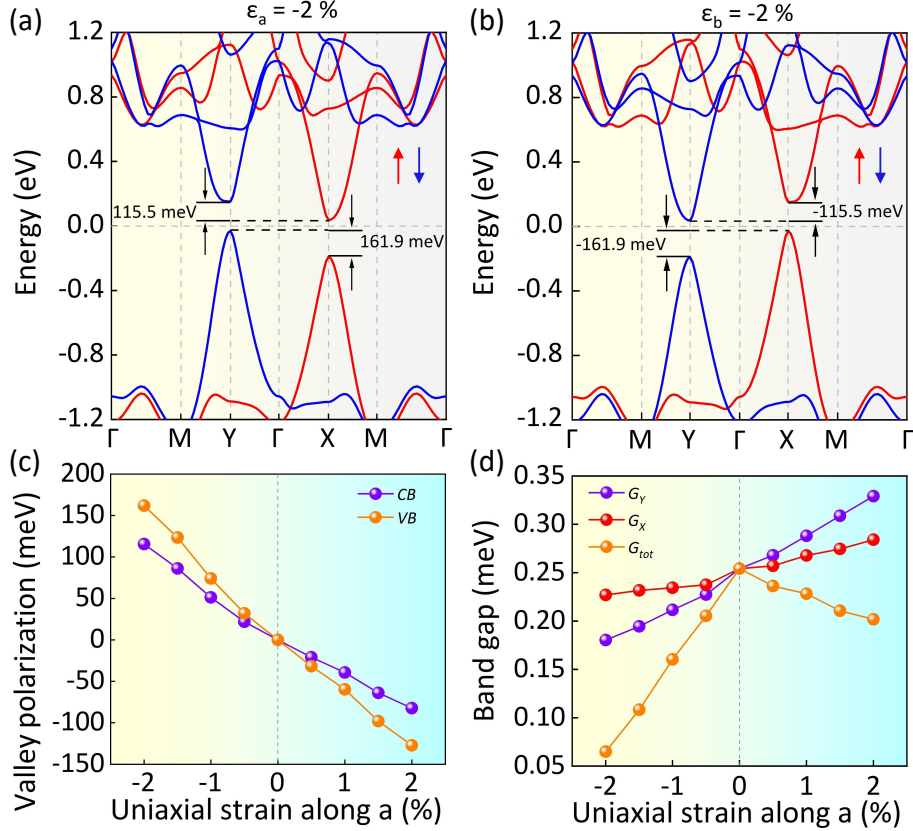 (a)
εa = -2 %
1.2
0.8
0.4
0.0
-0.4
-0.8
-1.2
Energy (eV)
115.5 meV
161.9 meV
Γ M Y Γ X M Γ
(b)
εb = -2 %
1.2
0.8
0.4
0.0
-0.4
-0.8
-1.2
Energy (eV)
-115.5 meV
-161.9 meV
Γ M Y Γ X M Γ
(c)
200
150
100
50
0
-50
-100
-150
Valley polarization (meV)
CB
VB
-2 -1 0 1 2
Uniaxial strain along a (%)
(d)
0.35
0.30
0.25
0.20
0.15
0.10
0.05
Band gap (meV)
GY
GX
Gtot
-2 -1 0 1 2
Uniaxial strain along a (%)